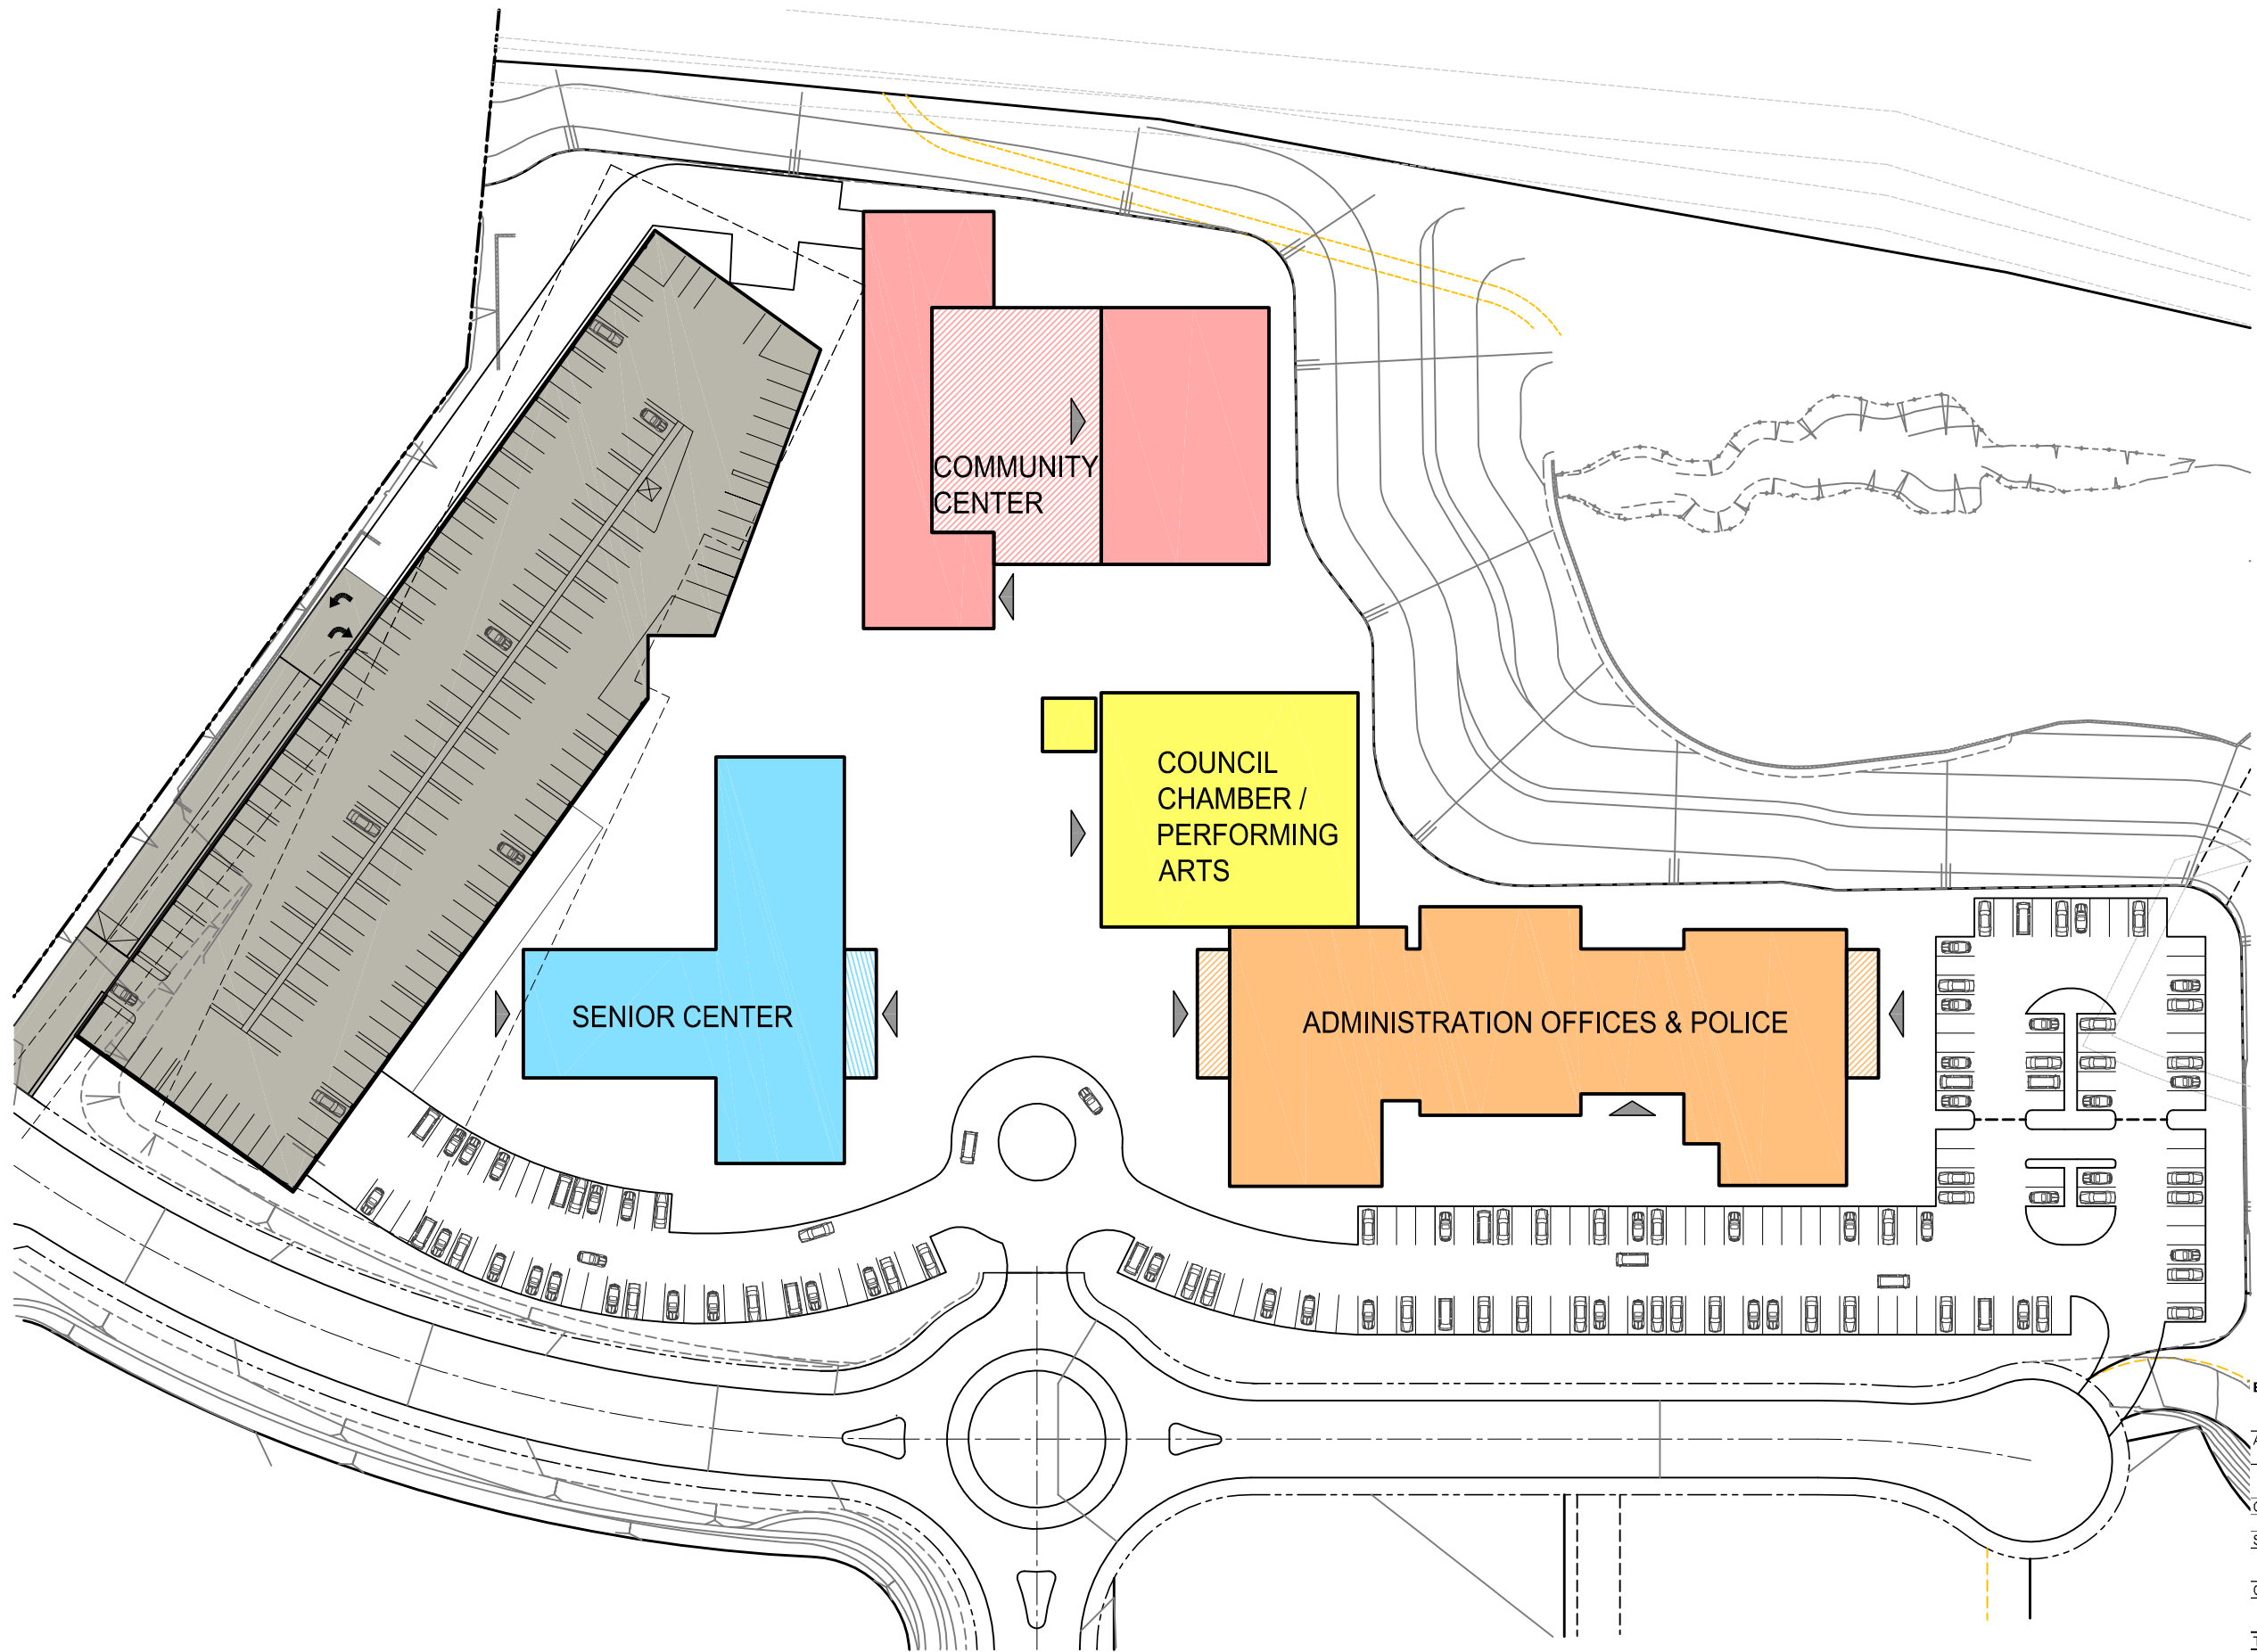 COMMUNITY
CENTER
COUNCIL
CHAMBER /
PERFORMING
ARTS
SENIOR CENTER
ADMINISTRATION OFFICES & POLICE